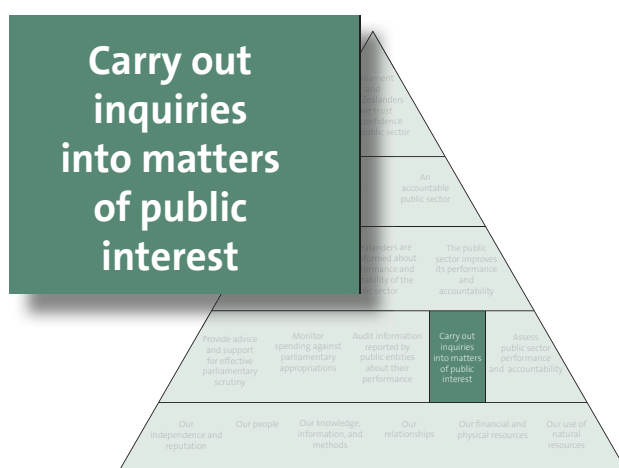 Carry out
inquiries
into matters
of public
interest
and
trust
An
accountable
public sector
The public
sector improves
its performance
and
accountability
Provide advice
and support
for effective
parliamentary
scrutiny
Monitor
spending against
parliamentary
appropriations
Audit information
reported by
public entities
about their
performance
Carry out
inquiries
into matters
of public
interest
Assess
public sector
performance
and accountability
Our
independence and
reputation
Our people
Our knowledge,
information, and
methods
Our
relationships
Our financial and
physical resources
Our use of
natural
resources